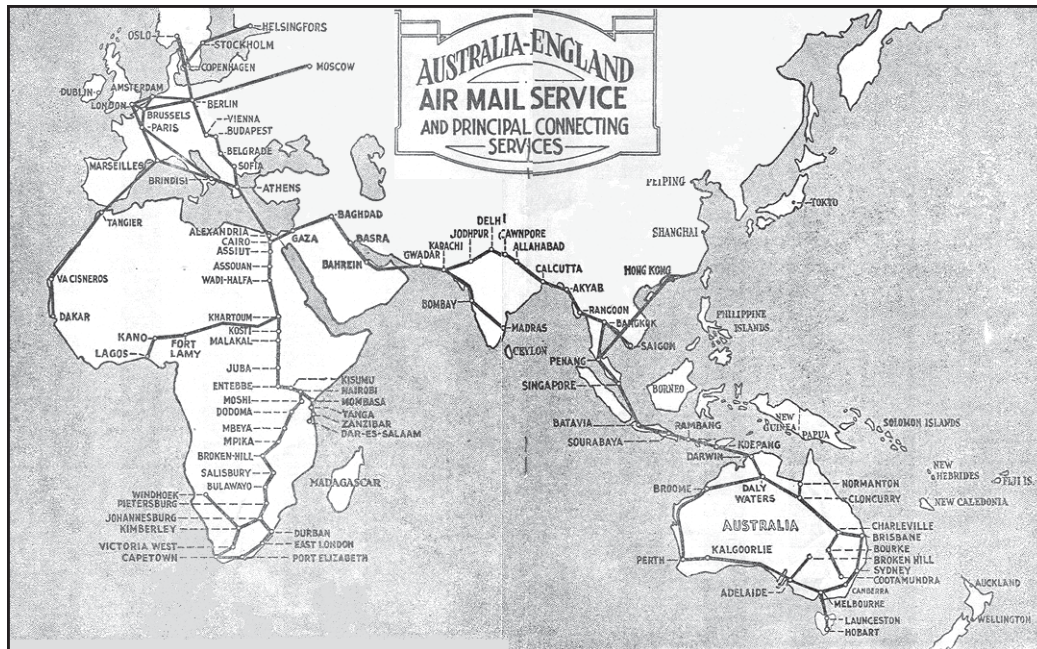 AUSTRALIA-ENGLAND
AIR MAIL SERVICE
AND PRINCIPAL CONNECTING
SERVICES
OSLO
HELSINGFORS
STOCKHOLM
COPENHAGEN
MOSCOW
DUBLIN
AMSTERDAM
LONDON
BERLIN
BRUSSELS
PARIS
VIENNA
BUDAPEST
BELGRADE
SOFIA
MARSEILLES
BRINDISI
ATHENS
TANGIER
ALEXANDRIA
CAIRO
ASSIUT
GAZA
BAGHDAD
BASRA
BAHREIN
ASSOUAN
WADI-HALFA
VA CISNEROS
DAKAR
KHARTOUM
KOSTI
MALAKAL
KANO
FORT
LAMY
LAGOS
JUBA
ENTEBBE
KISUMU
NAIROBI
MOSHI
MOMBASA
DODOMA
TANGA
ZANZIBAR
DAR-ES-SALAAM
MBEYA
MPIKA
BROKEN-HILL
SALISBURY
BULAWAYO
MADAGASCAR
WINDHOEK
PIETERSBURG
JOHANNESBURG
KIMBERLEY
VICTORIA WEST
CAPETOWN
DURBAN
EAST LONDON
PORT ELIZABETH
GWADAR
KARACHI
JODHPUR
DELHI
CAWNPORE
ALLAHABAD
CALCUTTA
AKYAB
BOMBAY
MADRAS
CEYLON
RANGOON
BANGKOK
SAIGON
PENANG
SINGAPORE
PEIPING
TOKYO
SHANGHAI
HONG KONG
PHILIPPINE
ISLANDS
BORNEO
BATAVIA
RAMBANG
SOURABAYA
KOEPANG
NEW
GUINEA
PAPUA
SOLOMON ISLANDS
DARWIN
BROOME
DALY
WATERS
NORMANTON
CLONCURRY
NEW
HEBRIDES
FIJI IS.
NEW CALEDONIA
AUSTRALIA
CHARLEVILLE
BRISBANE
BOURKE
BROKEN HILL
SYDNEY
COOTAMUNDRA
CANBERRA
PERTH
KALGOORLIE
ADELAIDE
MELBOURNE
LAUNCESTON
HOBART
AUCKLAND
WELLINGTON